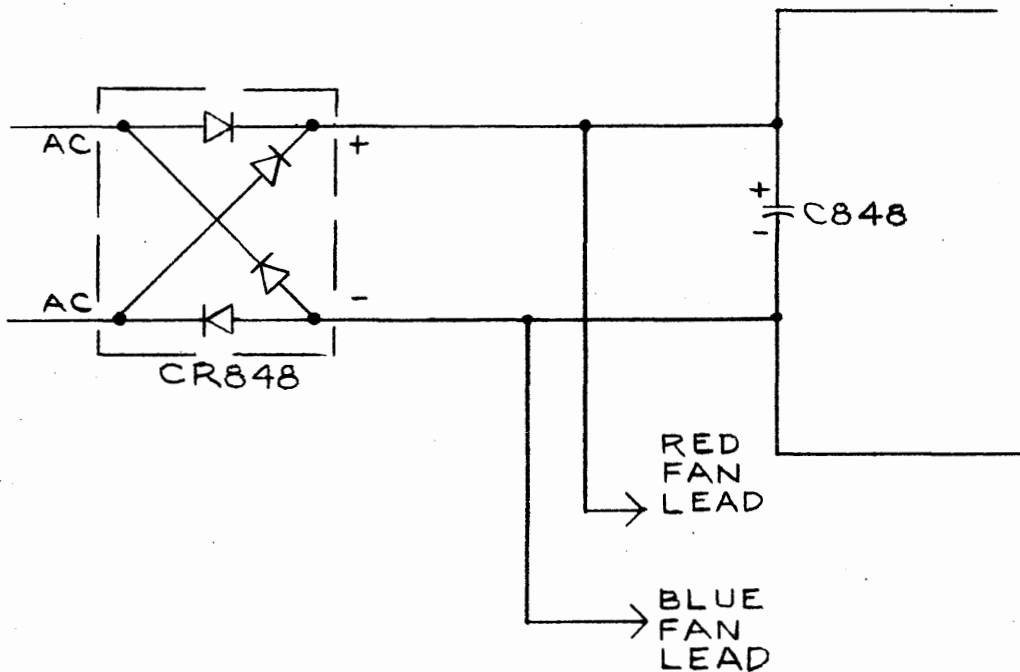 AC
+
+
C848
-
AC
-
CR848
RED
FAN
LEAD
BLUE
FAN
LEAD